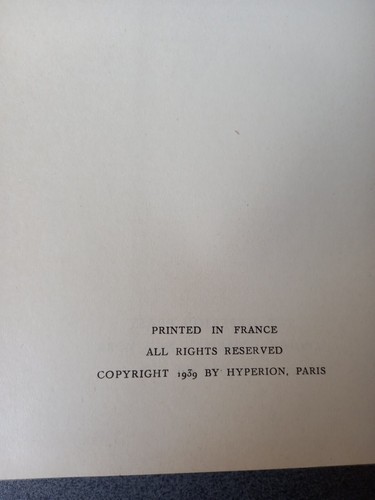 PRINTED IN FRANCE
ALL RIGHTS RESERVED
COPYRIGHT 1939 BY HYPERION, PARIS